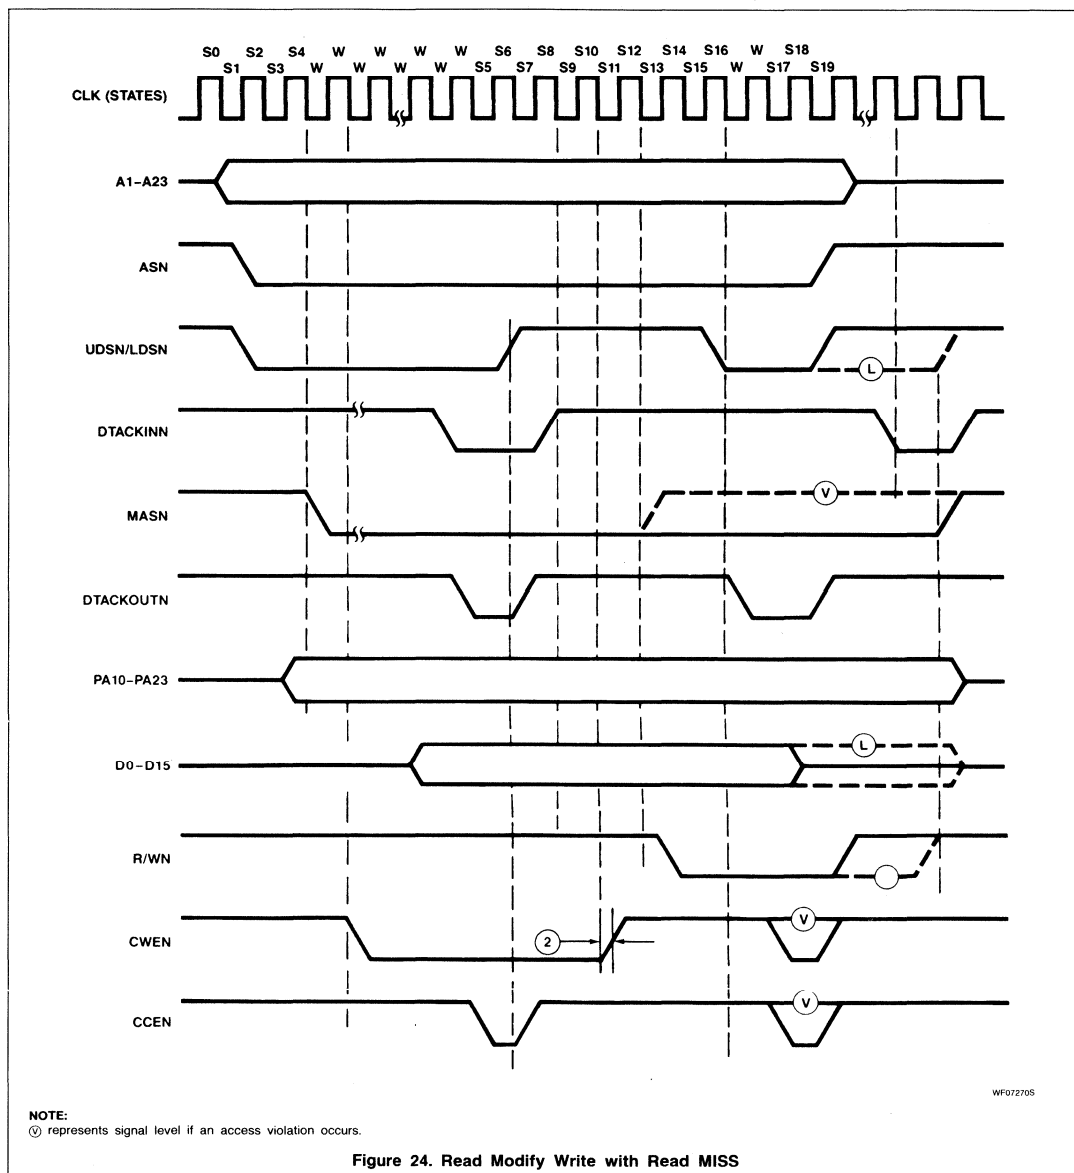 S0 S2 S4 W W W W S6 S8 S10 S12 S14 S16 W S18
S1 S3 W W W W S5 S7 S9 S11 S13 S15 W S17 S19
CLK (STATES)
A1–A23
ASN
UDSN/LDSN
L
DTACKINN
MASN
V
DTACKOUTN
PA10–PA23
D0–D15
L
R/WN
CWEN
2
V
CCEN
V
WF07270S
NOTE:
Ⓥ represents signal level if an access violation occurs.
Figure 24. Read Modify Write with Read MISS